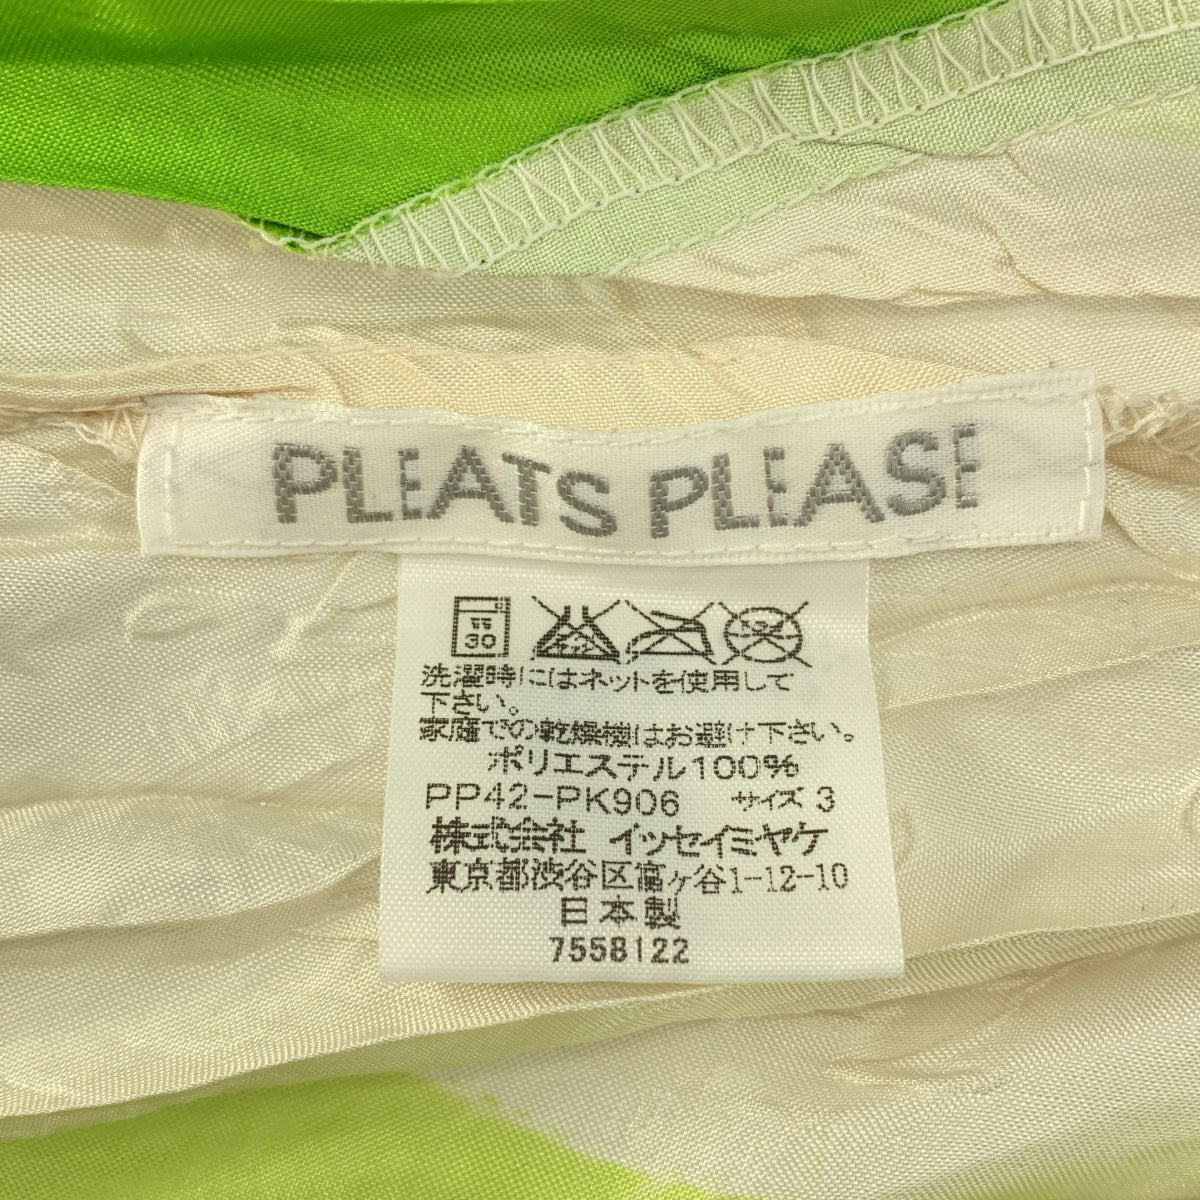 PLEATS PLEASE
30
洗濯時にはネットを使用して
下さい。
家庭での乾燥機はお避け下さい。
ポリエステル100%
PP42-PK906 サイズ 3
株式会社 イッセイミヤケ
東京都渋谷区富ヶ谷1-12-10
日本製
7558122